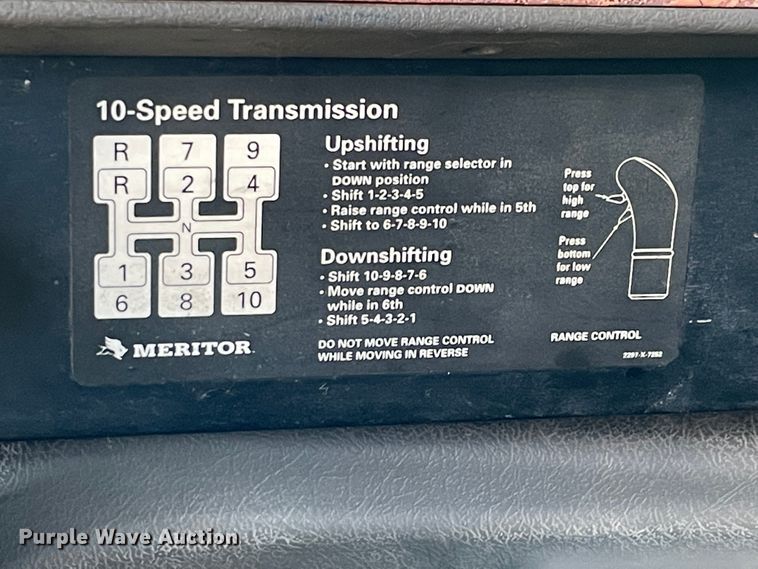 10-Speed Transmission
R 7 9
R 2 4
N
1 3 5
6 8 10
MERITOR
Upshifting
• Start with range selector in
DOWN position
• Shift 1-2-3-4-5
• Raise range control while in 5th
• Shift to 6-7-8-9-10
Downshifting
• Shift 10-9-8-7-6
• Move range control DOWN
while in 6th
• Shift 5-4-3-2-1
DO NOT MOVE RANGE CONTROL
WHILE MOVING IN REVERSE
Press
top for
high
range
Press
bottom
for low
range
RANGE CONTROL
Purple Wave Auction